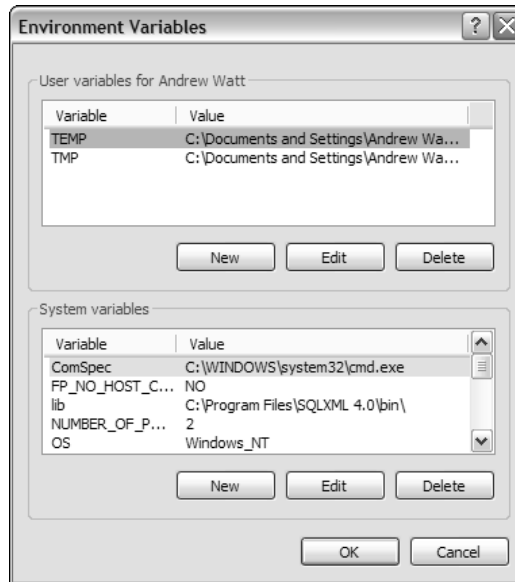 Environment Variables
User variables for Andrew Watt
Variable Value
TEMP C:\Documents and Settings\Andrew Wa...
TMP C:\Documents and Settings\Andrew Wa...
New Edit Delete
System variables
Variable Value
ComSpec C:\WINDOWS\system32\cmd.exe
FP_NO_HOST_C... NO
lib C:\Program Files\SQLXML 4.0\bin\
NUMBER_OF_P... 2
OS Windows_NT
New Edit Delete
OK Cancel